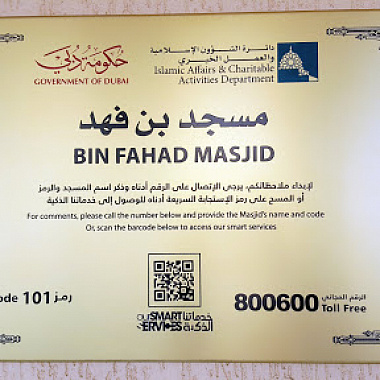 حكومة دبي
GOVERNMENT OF DUBAI
دائرة الشؤون الإسلامية
والعمل الخيري
Islamic Affairs & Charitable
Activities Department
مسجد بن فهد
BIN FAHAD MASJID
لإبداء ملاحظاتكم، يرجى الإتصال على الرقم أدناه وذكر اسم المسجد والرمز
أو المسح على رمز الإستجابة السريعة أدناه للوصول إلى خدماتنا الذكية
For comments, please call the number below and provide the Masjid's name and code
Or, scan the barcode below to access our smart services
ode 101 رمز
our SMART SERVICES
خدماتنا الذكية
800600 الرقم المجاني
Toll Free